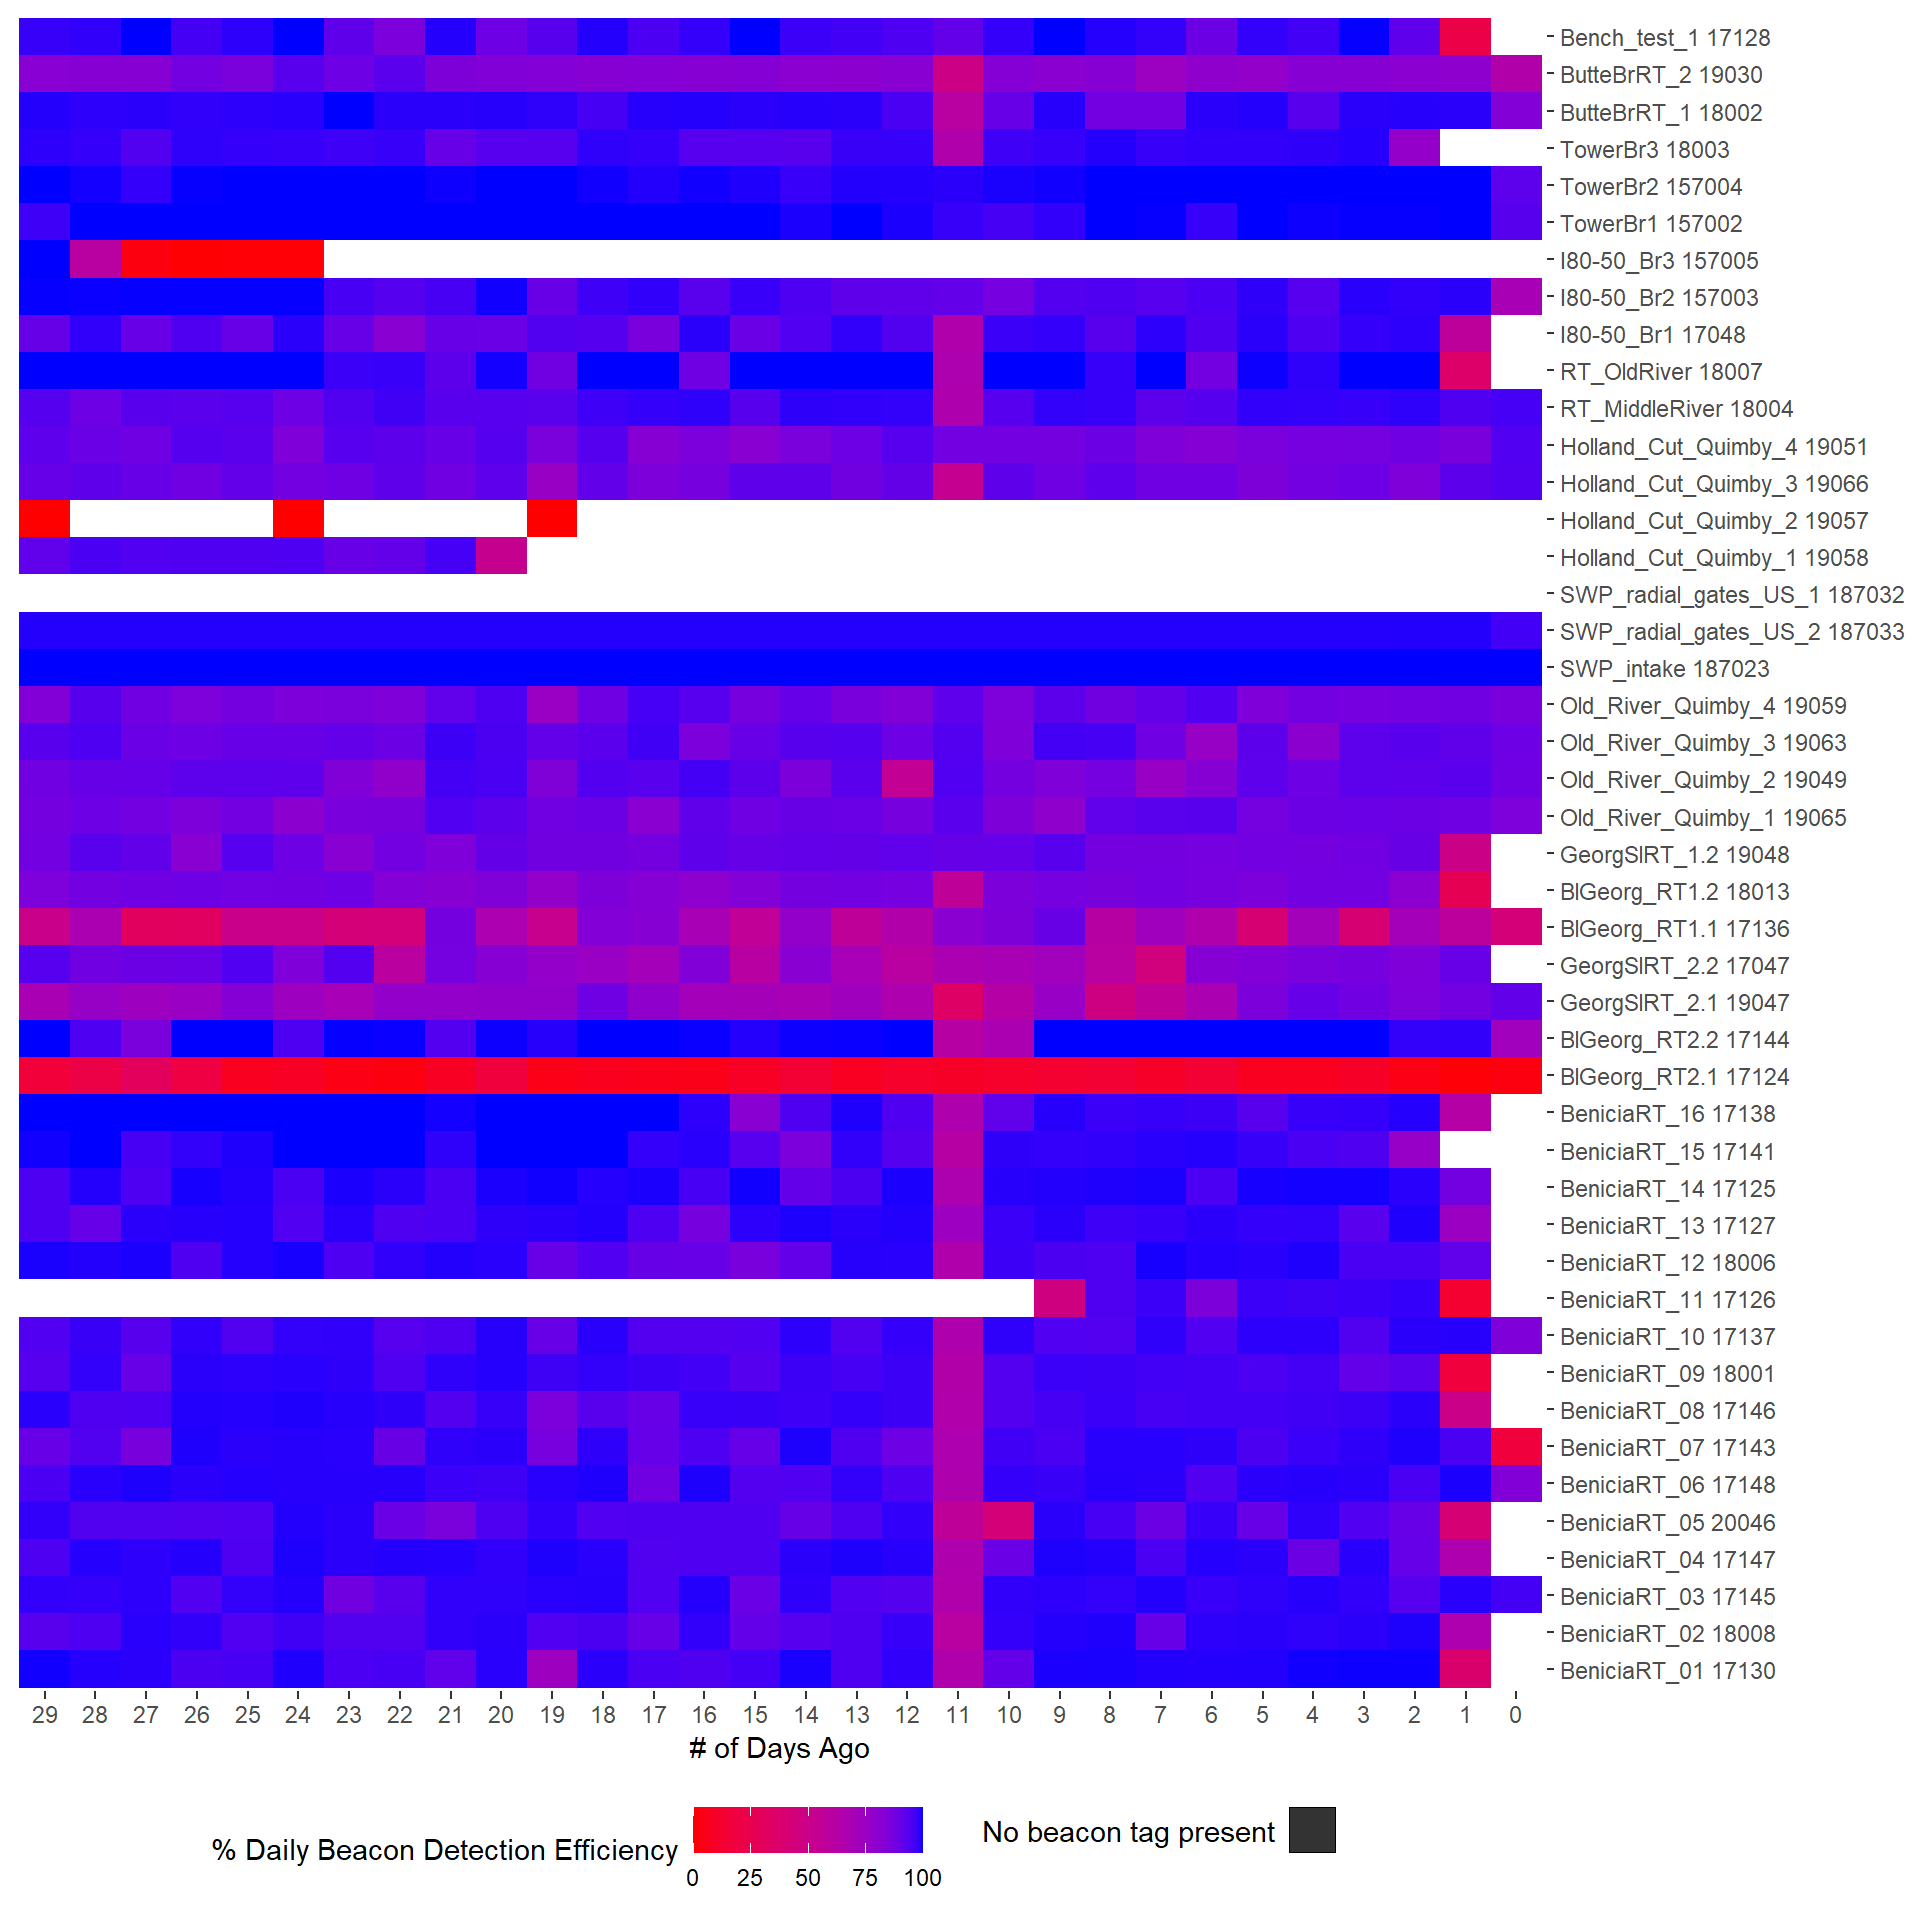 Bench_test_1 17128
ButteBrRT_2 19030
ButteBrRT_1 18002
TowerBr3 18003
TowerBr2 157004
TowerBr1 157002
I80-50_Br3 157005
I80-50_Br2 157003
I80-50_Br1 17048
RT_OldRiver 18007
RT_MiddleRiver 18004
Holland_Cut_Quimby_4 19051
Holland_Cut_Quimby_3 19066
Holland_Cut_Quimby_2 19057
Holland_Cut_Quimby_1 19058
SWP_radial_gates_US_1 187032
SWP_radial_gates_US_2 187033
SWP_intake 187023
Old_River_Quimby_4 19059
Old_River_Quimby_3 19063
Old_River_Quimby_2 19049
Old_River_Quimby_1 19065
GeorgSlRT_1.2 19048
BlGeorg_RT1.2 18013
BlGeorg_RT1.1 17136
GeorgSlRT_2.2 17047
GeorgSlRT_2.1 19047
BlGeorg_RT2.2 17144
BlGeorg_RT2.1 17124
BeniciaRT_16 17138
BeniciaRT_15 17141
BeniciaRT_14 17125
BeniciaRT_13 17127
BeniciaRT_12 18006
BeniciaRT_11 17126
BeniciaRT_10 17137
BeniciaRT_09 18001
BeniciaRT_08 17146
BeniciaRT_07 17143
BeniciaRT_06 17148
BeniciaRT_05 20046
BeniciaRT_04 17147
BeniciaRT_03 17145
BeniciaRT_02 18008
BeniciaRT_01 17130
29 28 27 26 25 24 23 22 21 20 19 18 17 16 15 14 13 12 11 10 9 8 7 6 5 4 3 2 1 0
# of Days Ago
% Daily Beacon Detection Efficiency
0 25 50 75 100
No beacon tag present